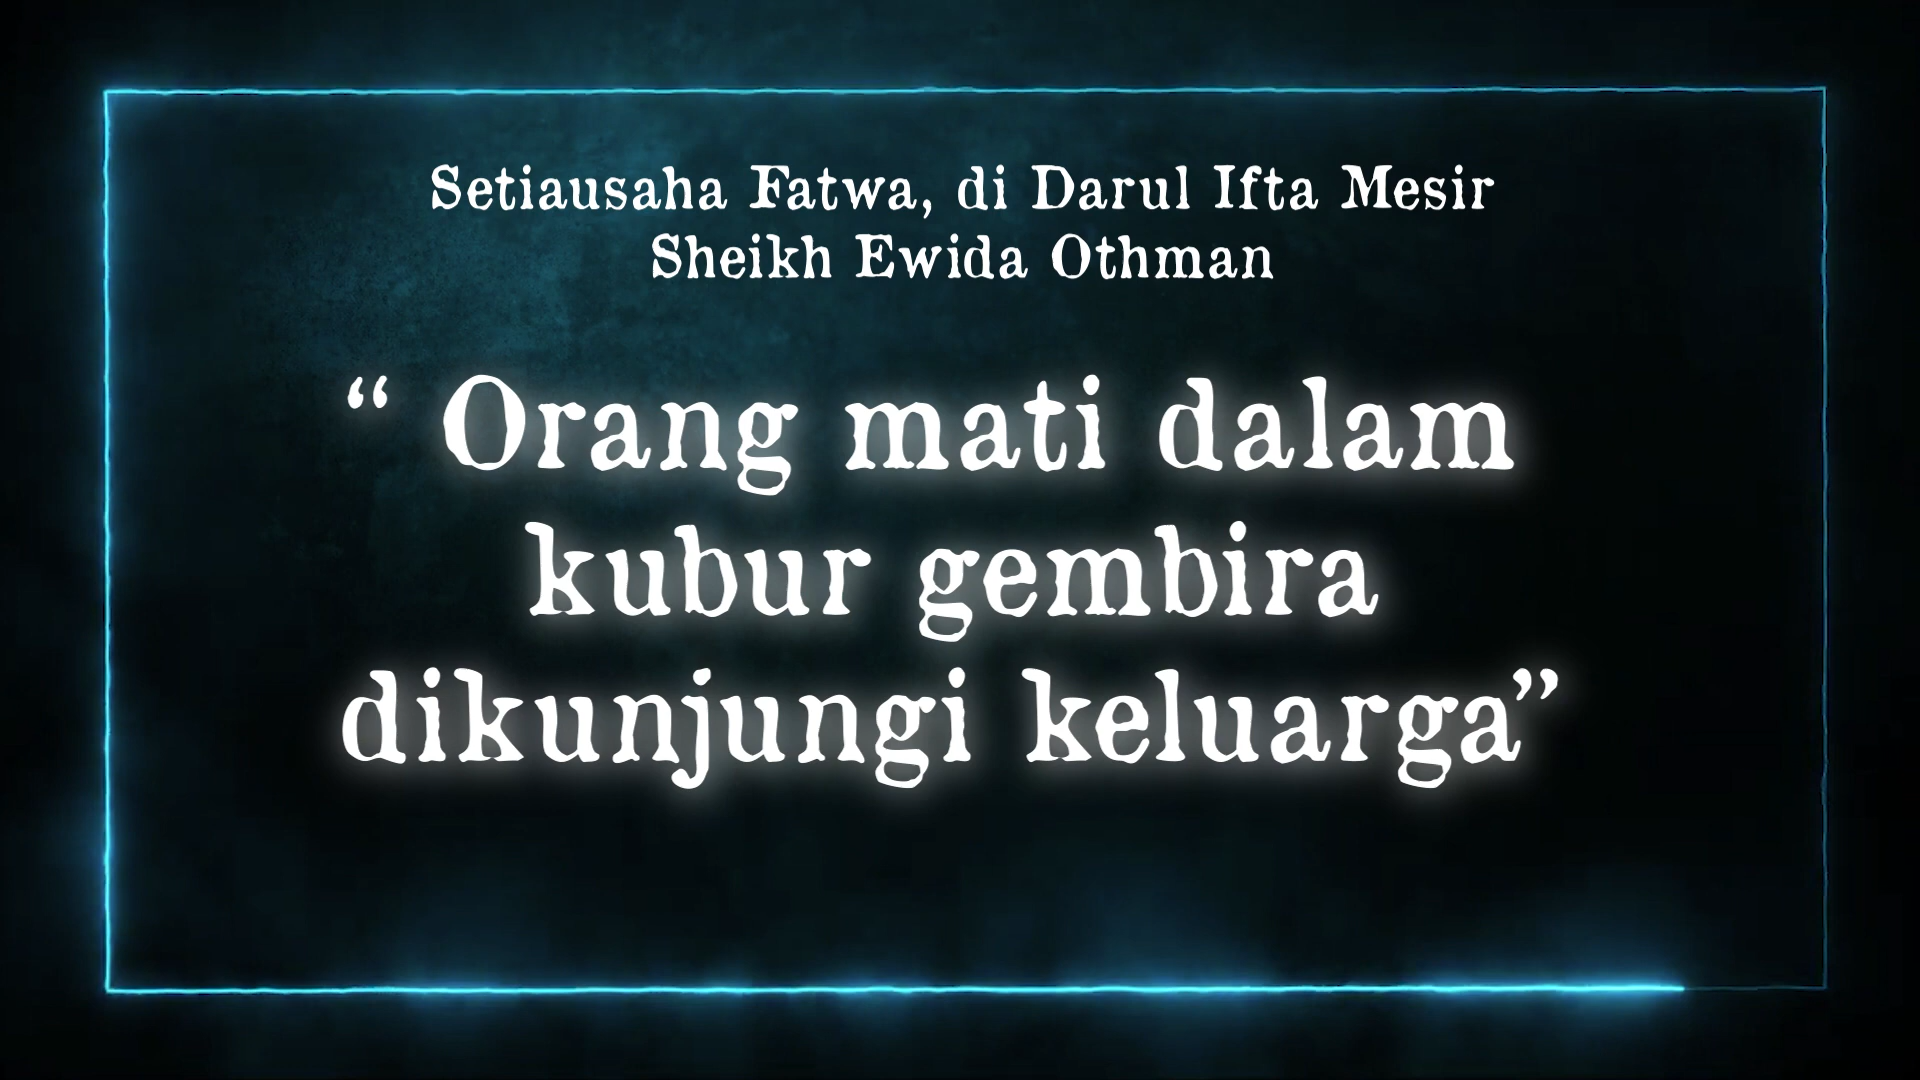 Setiausaha Fatwa, di Darul Ifta Mesir
Sheikh Ewida Othman
“ Orang mati dalam
kubur gembira
dikunjungi keluarga”